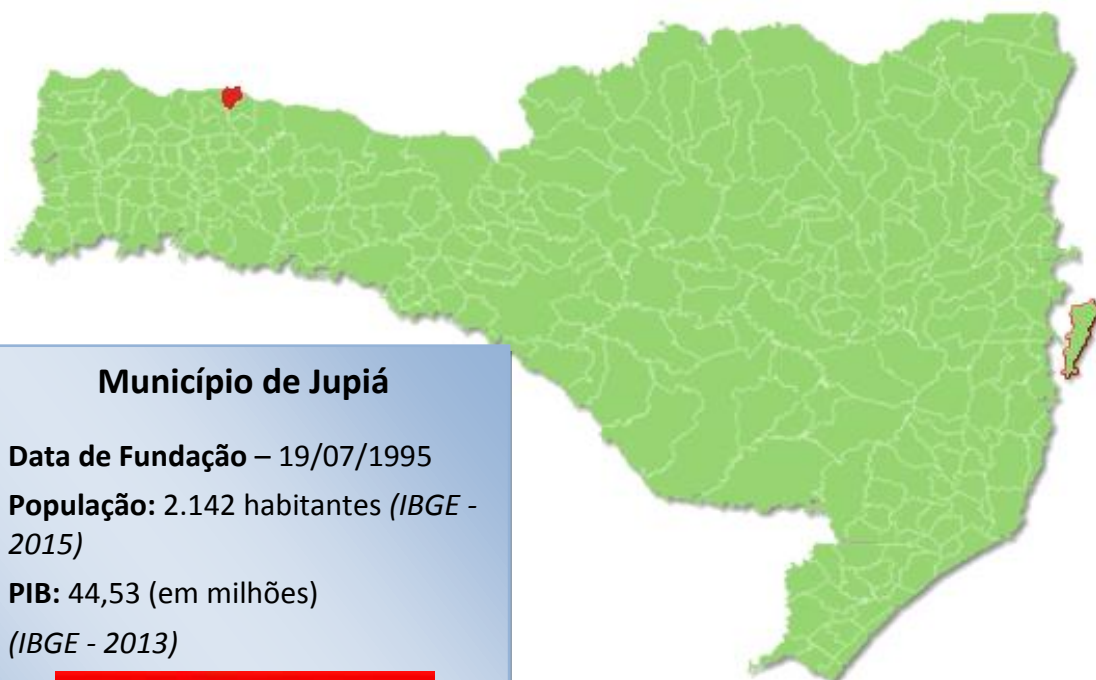 Município de Jupiá
Data de Fundação – 19/07/1995
População: 2.142 habitantes (IBGE -
2015)
PIB: 44,53 (em milhões)
(IBGE - 2013)